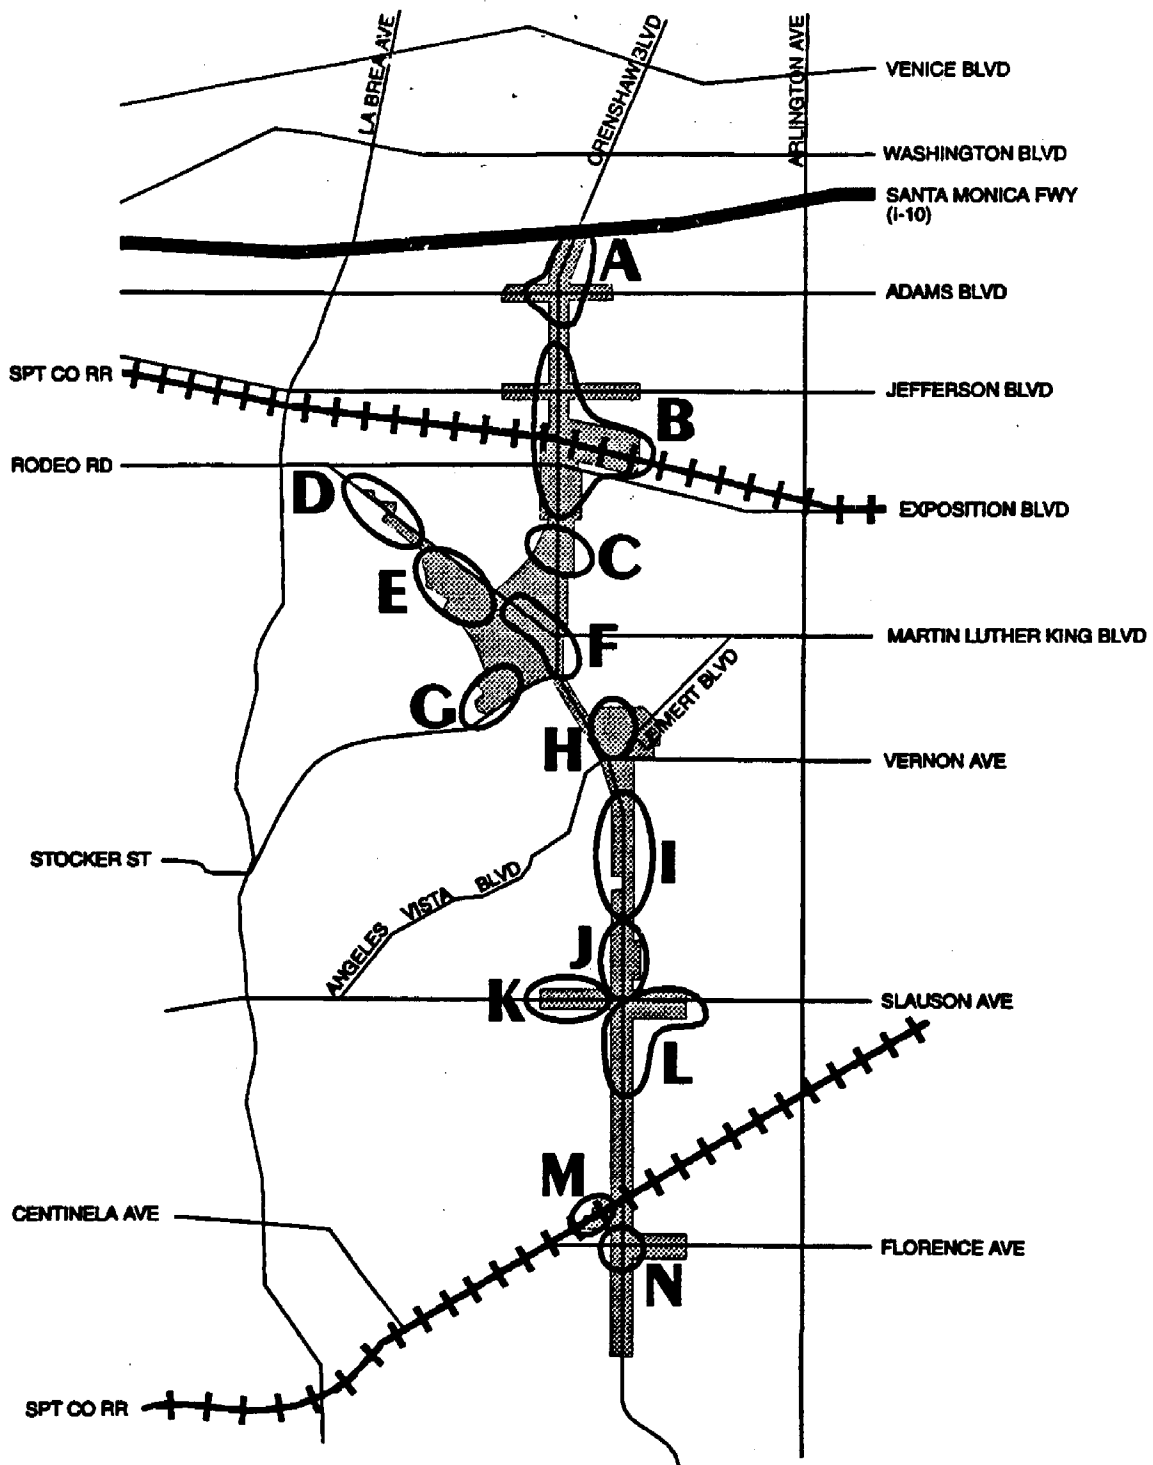 LA BREA AVE
CRENSHAW BLVD
ARLINGTON AVE
VENICE BLVD
WASHINGTON BLVD
SANTA MONICA FWY
(I-10)
A
ADAMS BLVD
SPT CO RR
JEFFERSON BLVD
B
RODEO RD
D
EXPOSITION BLVD
C
E
F
MARTIN LUTHER KING BLVD
G
LEIMERT BLVD
H
VERNON AVE
STOCKER ST
I
ANGELES VISTA BLVD
J
K
SLAUSON AVE
L
M
CENTINELA AVE
FLORENCE AVE
N
SPT CO RR